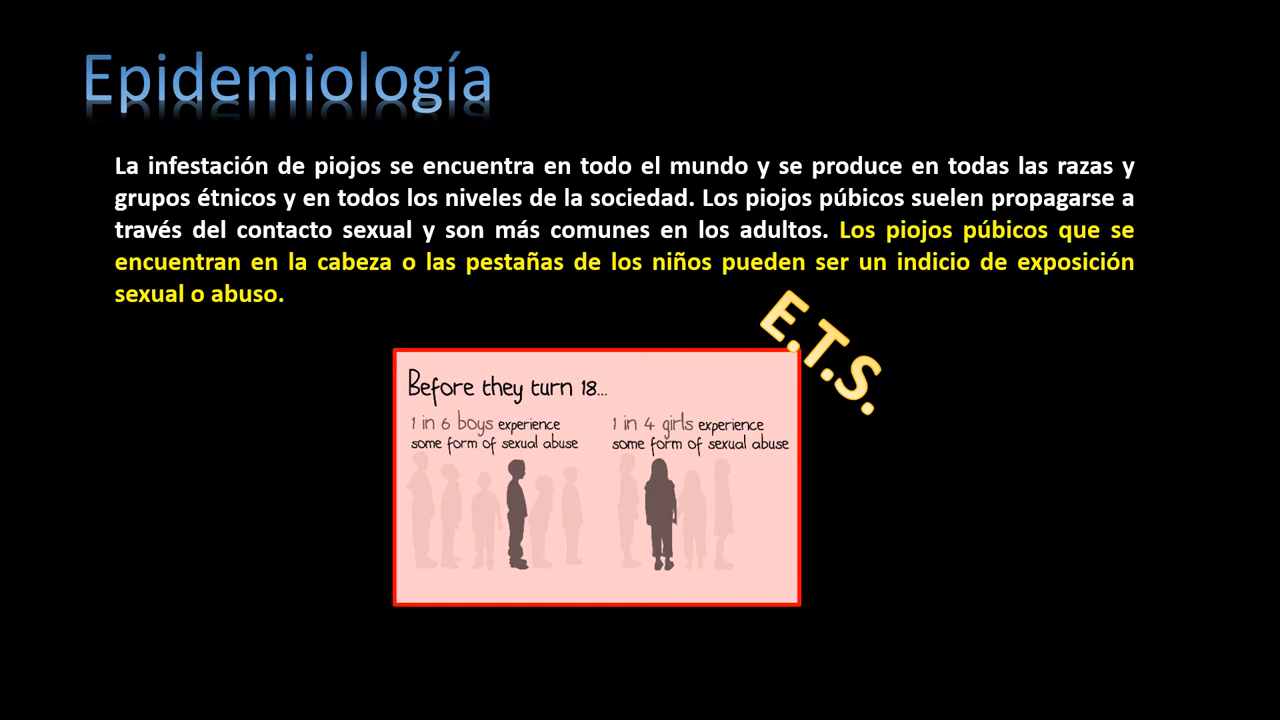 Epidemiología
La infestación de piojos se encuentra en todo el mundo y se produce en todas las razas y
grupos étnicos y en todos los niveles de la sociedad. Los piojos púbicos suelen propagarse a
través del contacto sexual y son más comunes en los adultos. Los piojos púbicos que se
encuentran en la cabeza o las pestañas de los niños pueden ser un indicio de exposición
sexual o abuso.
E.T.S.
Before they turn 18...
1 in 6 boys experience
some form of sexual abuse
1 in 4 girls experience
some form of sexual abuse